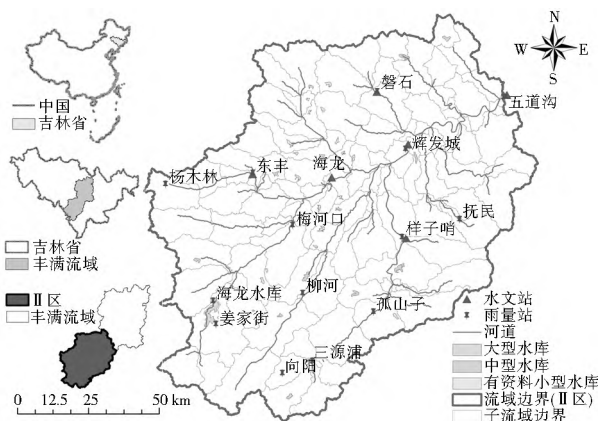 N
W
E
S
中国
吉林省
吉林省
丰满流域
Ⅱ区
丰满流域
0 12.5 25 50 km
磐石
五道沟
辉发城
东丰
海龙
杨木林
抚民
梅河口
样子哨
海龙水库
柳河
姜家街
孤山子
三源浦
向阳
水文站
雨量站
河道
大型水库
中型水库
有资料小型水库
流域边界(Ⅱ区)
子流域边界